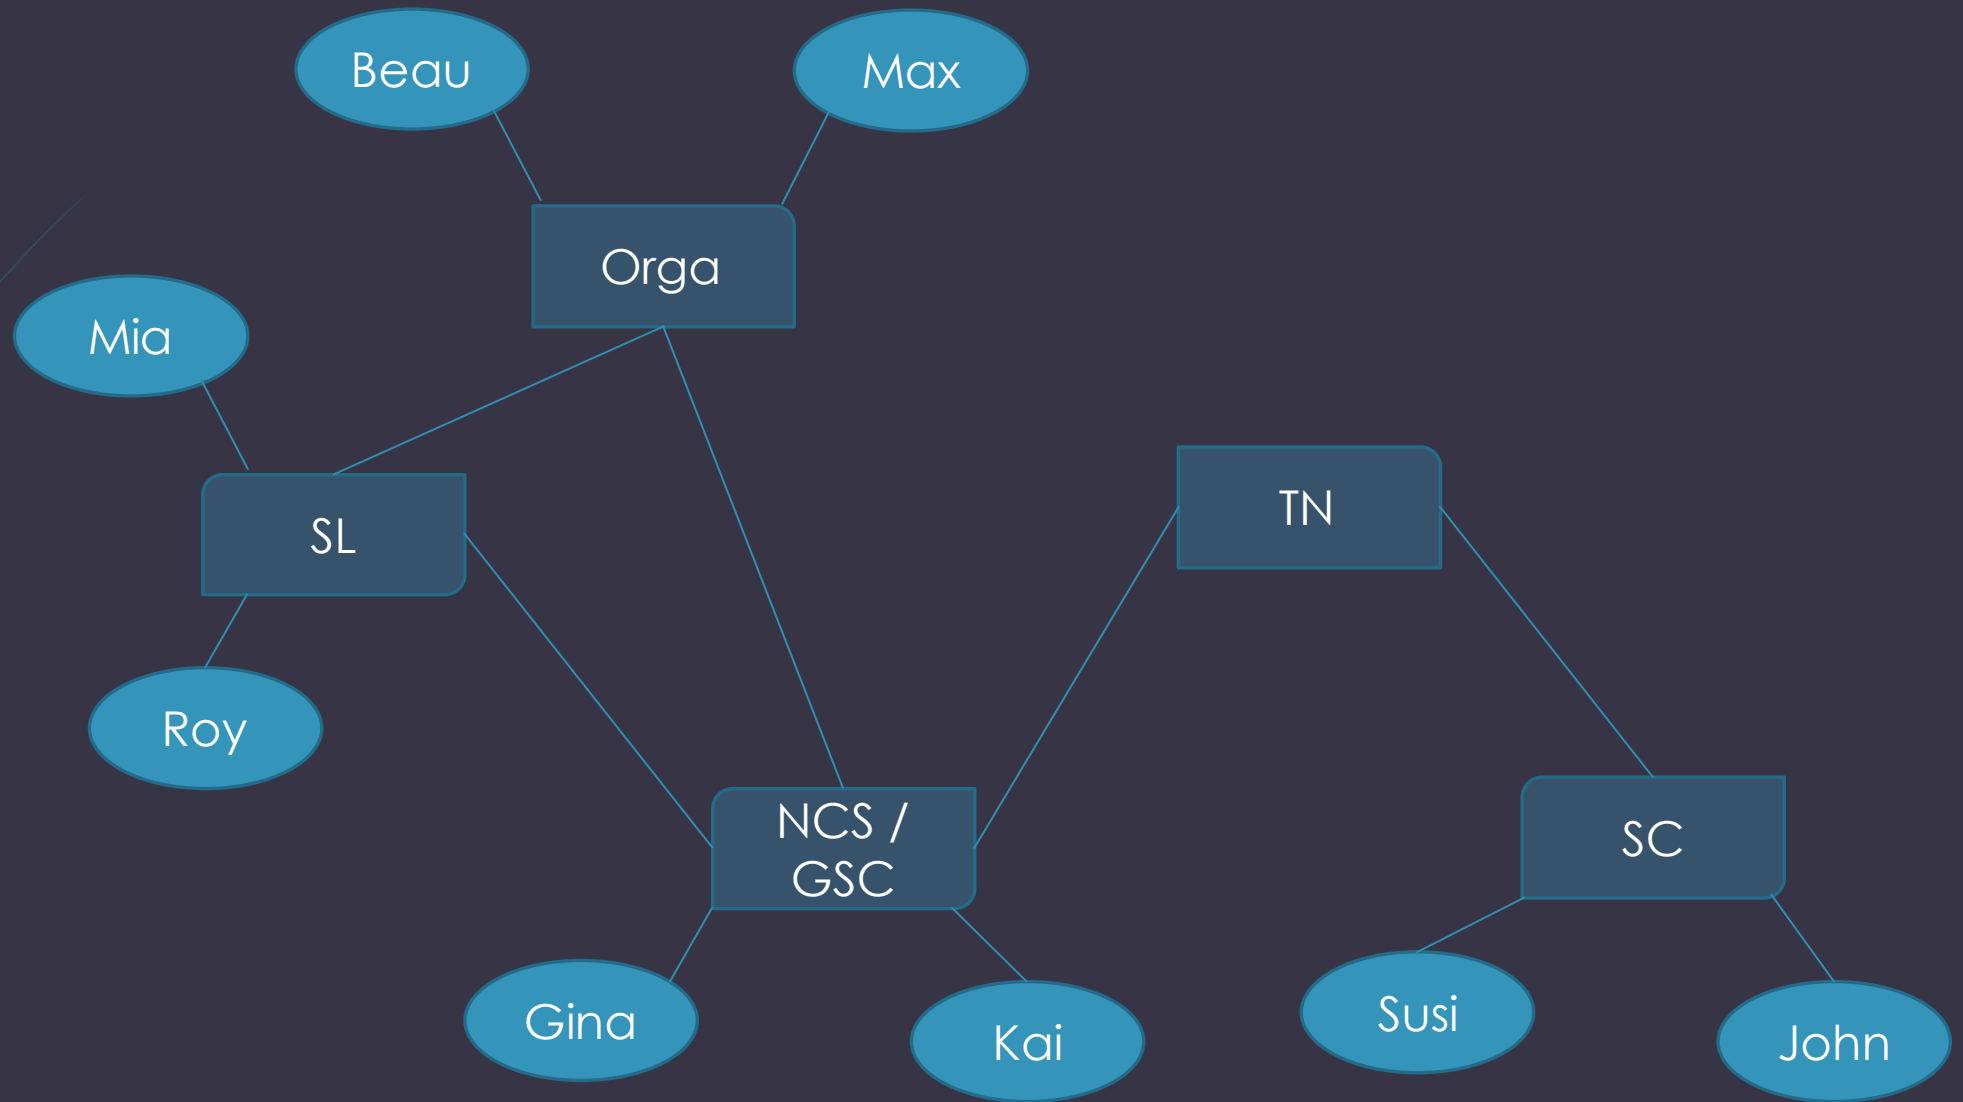 Beau
Max
Orga
Mia
SL
TN
Roy
NCS /
GSC
SC
Gina
Kai
Susi
John